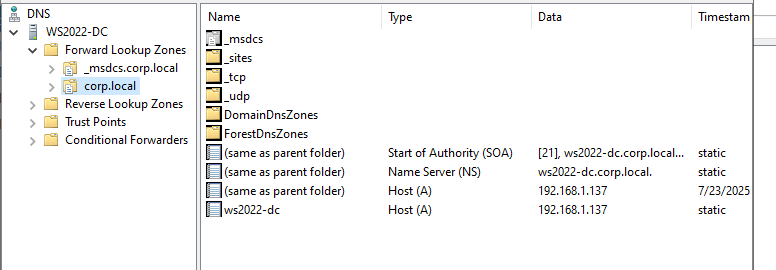 DNS
WS2022-DC
Forward Lookup Zones
_msdcs.corp.local
corp.local
Reverse Lookup Zones
Trust Points
Conditional Forwarders
Name Type Data Timestam
_msdcs
_sites
_tcp
_udp
DomainDnsZones
ForestDnsZones
(same as parent folder) Start of Authority (SOA) [21], ws2022-dc.corp.local... static
(same as parent folder) Name Server (NS) ws2022-dc.corp.local. static
(same as parent folder) Host (A) 192.168.1.137 7/23/2025
ws2022-dc Host (A) 192.168.1.137 static